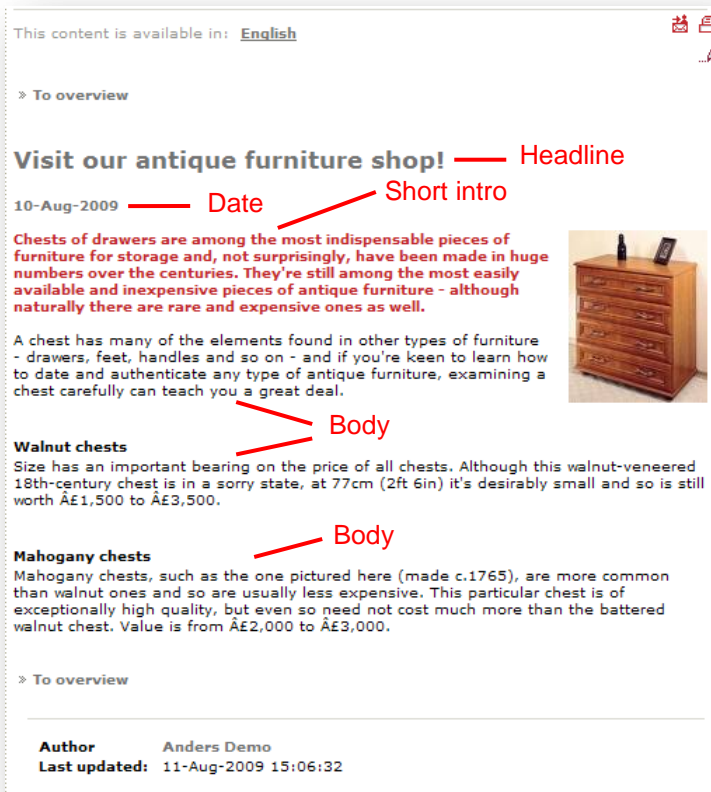 This content is available in: English
» To overview
Visit our antique furniture shop! Headline
Short intro
10-Aug-2009 Date
Chests of drawers are among the most indispensable pieces of
furniture for storage and, not surprisingly, have been made in huge
numbers over the centuries. They're still among the most easily
available and inexpensive pieces of antique furniture - although
naturally there are rare and expensive ones as well.
A chest has many of the elements found in other types of furniture
- drawers, feet, handles and so on - and if you're keen to learn how
to date and authenticate any type of antique furniture, examining a
chest carefully can teach you a great deal.
Body
Walnut chests
Size has an important bearing on the price of all chests. Although this walnut-veneered
18th-century chest is in a sorry state, at 77cm (2ft 6in) it's desirably small and so is still
worth Â£1,500 to Â£3,500.
Body
Mahogany chests
Mahogany chests, such as the one pictured here (made c.1765), are more common
than walnut ones and so are usually less expensive. This particular chest is of
exceptionally high quality, but even so need not cost much more than the battered
walnut chest. Value is from Â£2,000 to Â£3,000.
» To overview
Author Anders Demo
Last updated: 11-Aug-2009 15:06:32